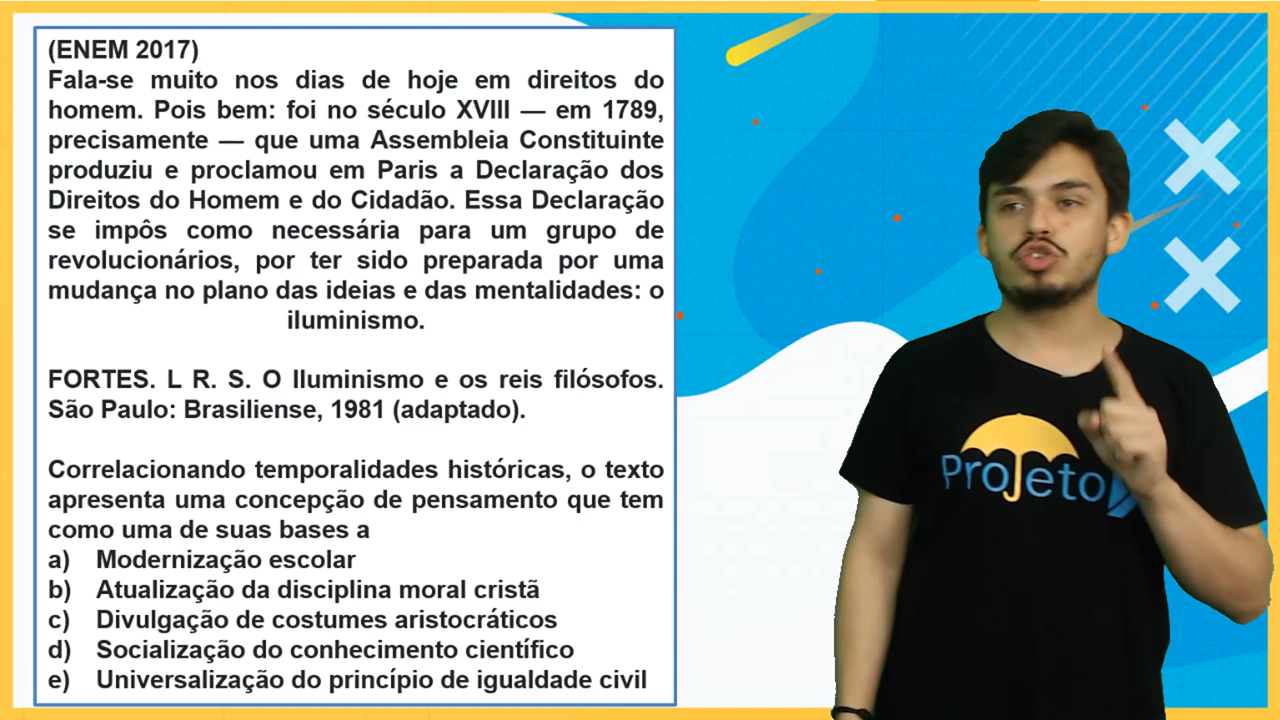 (ENEM 2017)
Fala-se muito nos dias de hoje em direitos do
homem. Pois bem: foi no século XVIII — em 1789,
precisamente — que uma Assembleia Constituinte
produziu e proclamou em Paris a Declaração dos
Direitos do Homem e do Cidadão. Essa Declaração
se impôs como necessária para um grupo de
revolucionários, por ter sido preparada por uma
mudança no plano das ideias e das mentalidades: o
iluminismo.
FORTES. L R. S. O Iluminismo e os reis filósofos.
São Paulo: Brasiliense, 1981 (adaptado).
Correlacionando temporalidades históricas, o texto
apresenta uma concepção de pensamento que tem
como uma de suas bases a
a) Modernização escolar
b) Atualização da disciplina moral cristã
c) Divulgação de costumes aristocráticos
d) Socialização do conhecimento científico
e) Universalização do princípio de igualdade civil
Projeto